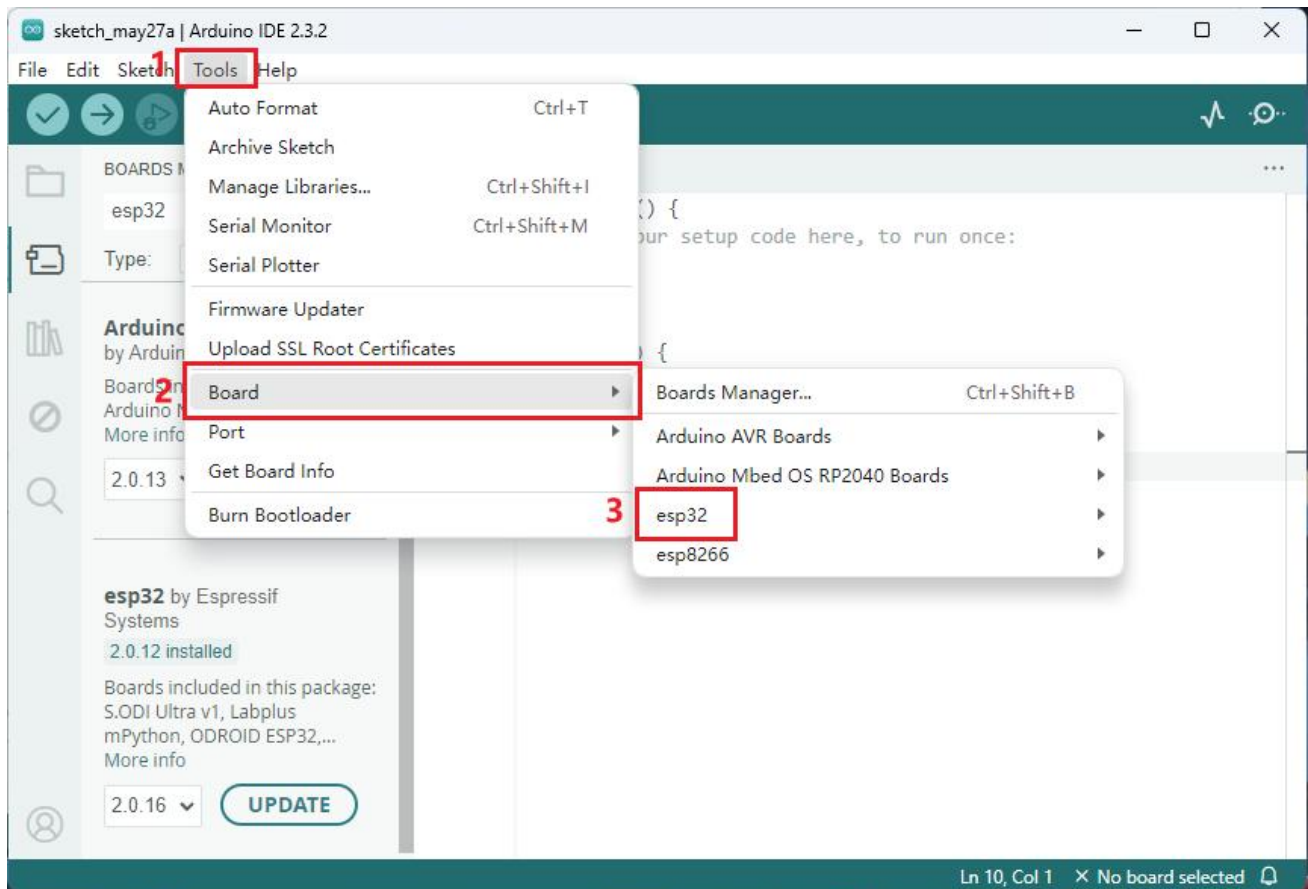 sketch_may27a | Arduino IDE 2.3.2
File Edit Sketch Tools Help
1
Auto Format Ctrl+T
Archive Sketch
Manage Libraries... Ctrl+Shift+I
Serial Monitor Ctrl+Shift+M
Serial Plotter
Firmware Updater
Upload SSL Root Certificates
2
Board
Port
Get Board Info
Burn Bootloader
Boards Manager... Ctrl+Shift+B
Arduino AVR Boards
Arduino Mbed OS RP2040 Boards
3
esp32
esp8266
BOARDS
esp32
Type:
by
More info
2.0.13
esp32 by Espressif
Systems
2.0.12 installed
Boards included in this package:
S.ODI Ultra v1, Labplus
mPython, ODROID ESP32,...
More info
2.0.16 UPDATE
) {
setup code here, to run once:
{
Ln 10, Col 1 × No board selected